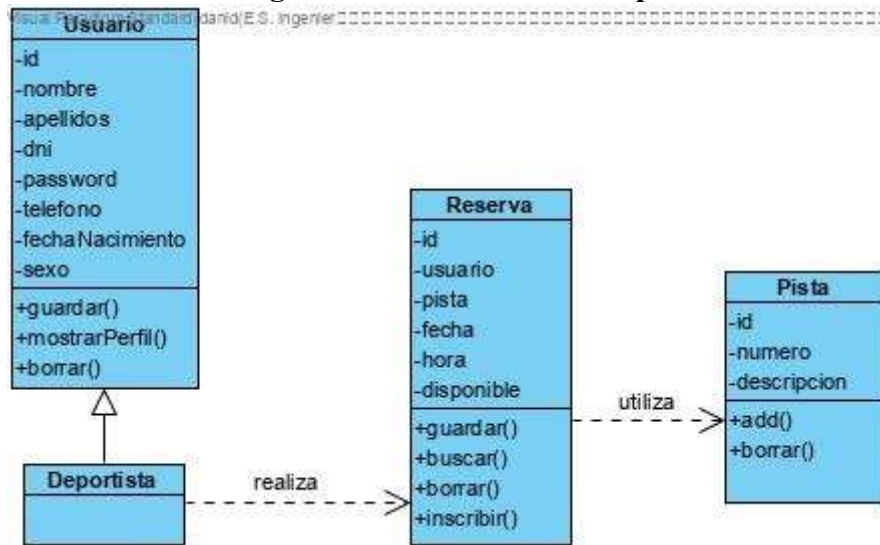 Usuario
-id
-nombre
-apellidos
-dni
-password
-telefono
-fechaNacimiento
-sexo
+guardar()
+mostrarPerfil()
+borrar()
Deportista
realiza
Reserva
-id
-usuario
-pista
-fecha
-hora
-disponible
+guardar()
+buscar()
+borrar()
+inscribir()
utiliza
Pista
-id
-numero
-descripcion
+add()
+borrar()